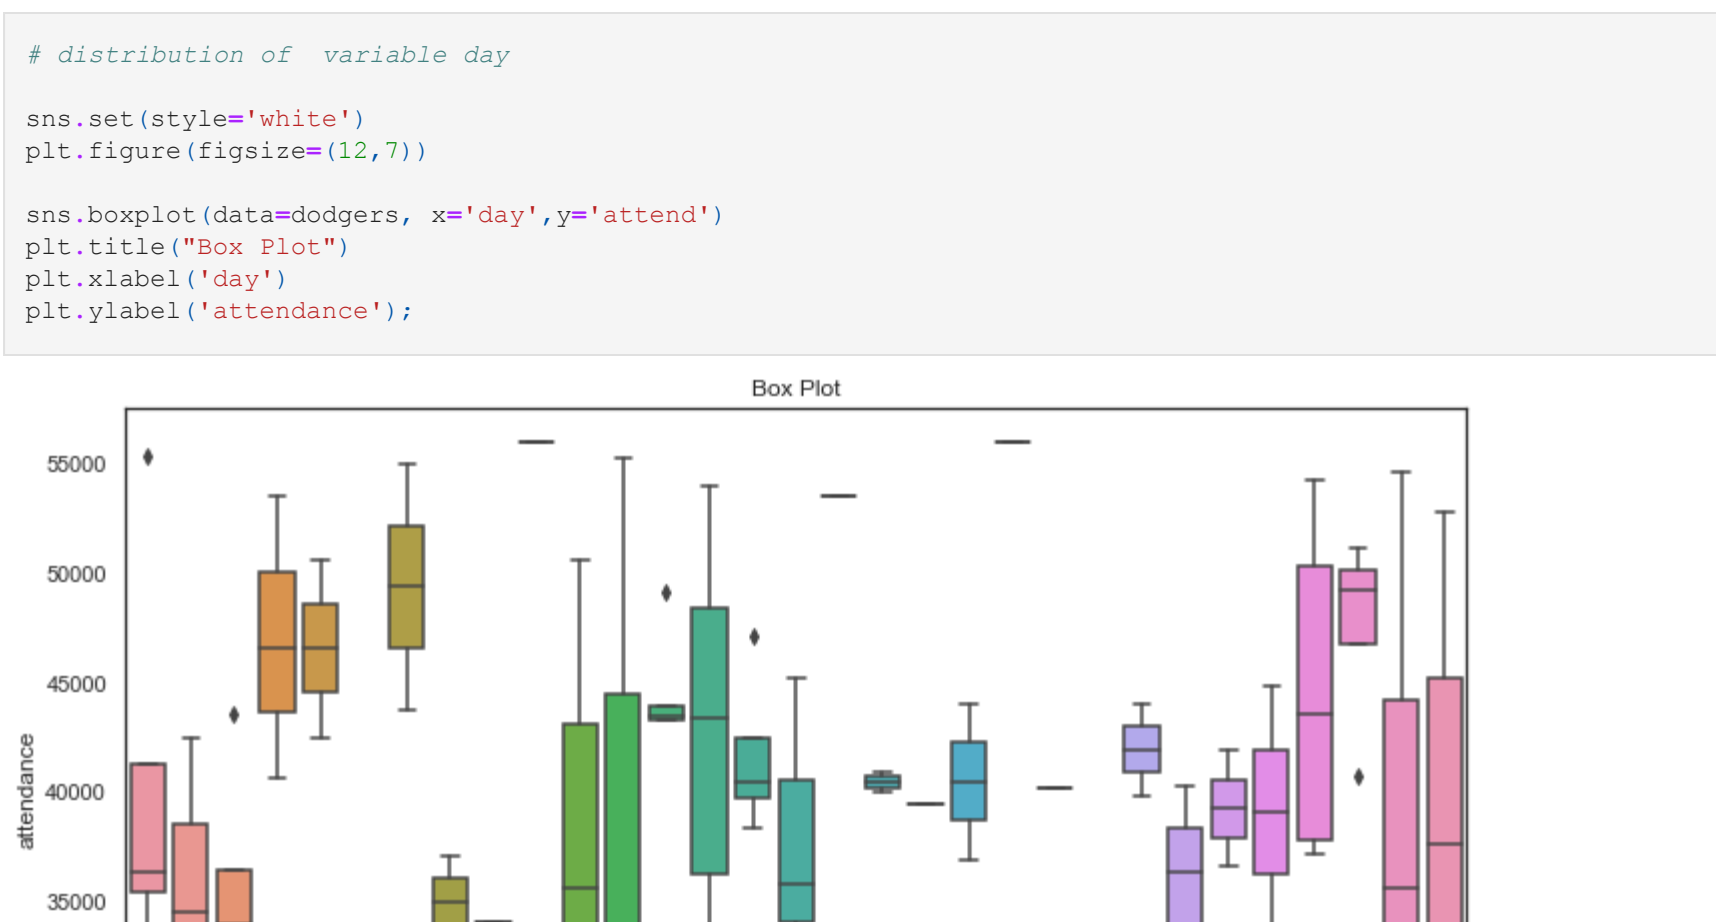 # distribution of  variable day
sns.set(style='white')
plt.figure(figsize=(12,7))
sns.boxplot(data=dodgers, x='day',y='attend')
plt.title("Box Plot")
plt.xlabel('day')
plt.ylabel('attendance');
Box Plot
55000
50000
45000
40000
35000
attendance